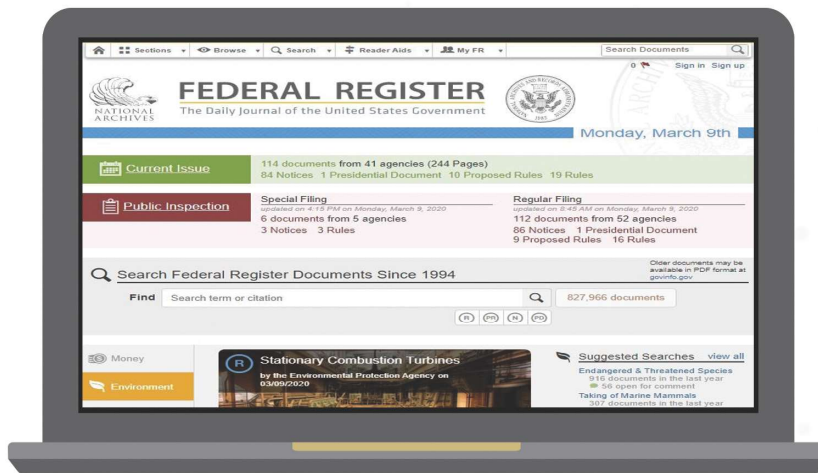 Sections Browse Search Reader Aids My FR Search Documents
0 Sign in Sign up
NATIONAL ARCHIVES
FEDERAL REGISTER
The Daily Journal of the United States Government
Monday, March 9th
Current Issue
114 documents from 41 agencies (244 Pages)
84 Notices 1 Presidential Document 10 Proposed Rules 19 Rules
Public Inspection
Special Filing
updated on 4:15 PM on Monday, March 9, 2020
6 documents from 5 agencies
3 Notices 3 Rules
Regular Filing
updated on 8:45 AM on Monday, March 9, 2020
112 documents from 52 agencies
86 Notices 1 Presidential Document
9 Proposed Rules 16 Rules
Search Federal Register Documents Since 1994
Older documents may be
available in PDF format at
govinfo.gov
Find Search term or citation 827,966 documents
R PR N PD
Money
Environment
R
Stationary Combustion Turbines
by the Environmental Protection Agency on
03/09/2020
Suggested Searches view all
Endangered & Threatened Species
916 documents in the last year
56 open for comment
Taking of Marine Mammals
307 documents in the last year